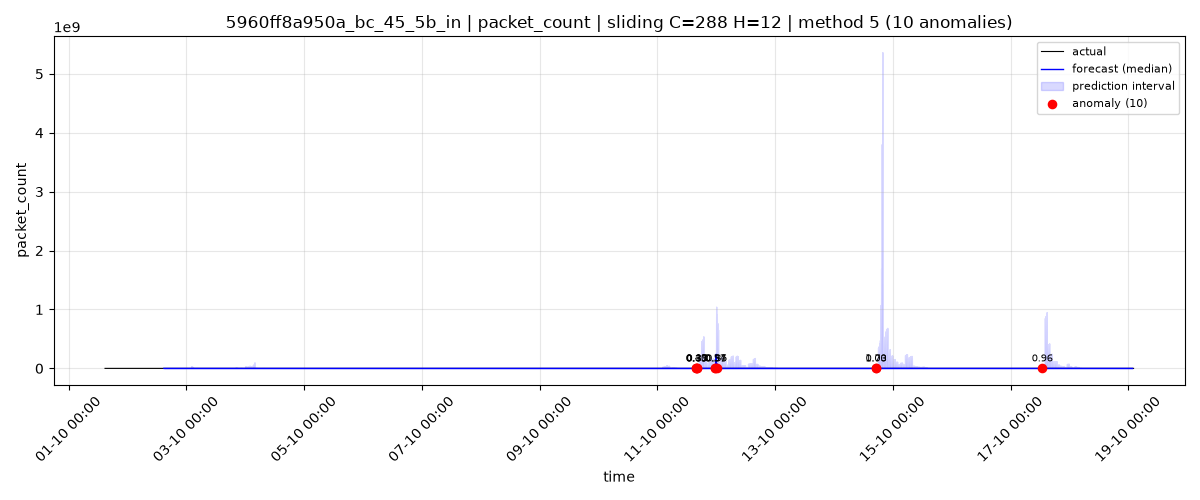 5960ff8a950a_bc_45_5b_in | packet_count | sliding C=288 H=12 | method 5 (10 anomalies)
1e9
actual
forecast (median)
prediction interval
anomaly (10)
packet_count
5
4
3
2
1
0
0.96
01-10 00:00
03-10 00:00
05-10 00:00
07-10 00:00
09-10 00:00
11-10 00:00
13-10 00:00
15-10 00:00
17-10 00:00
19-10 00:00
time